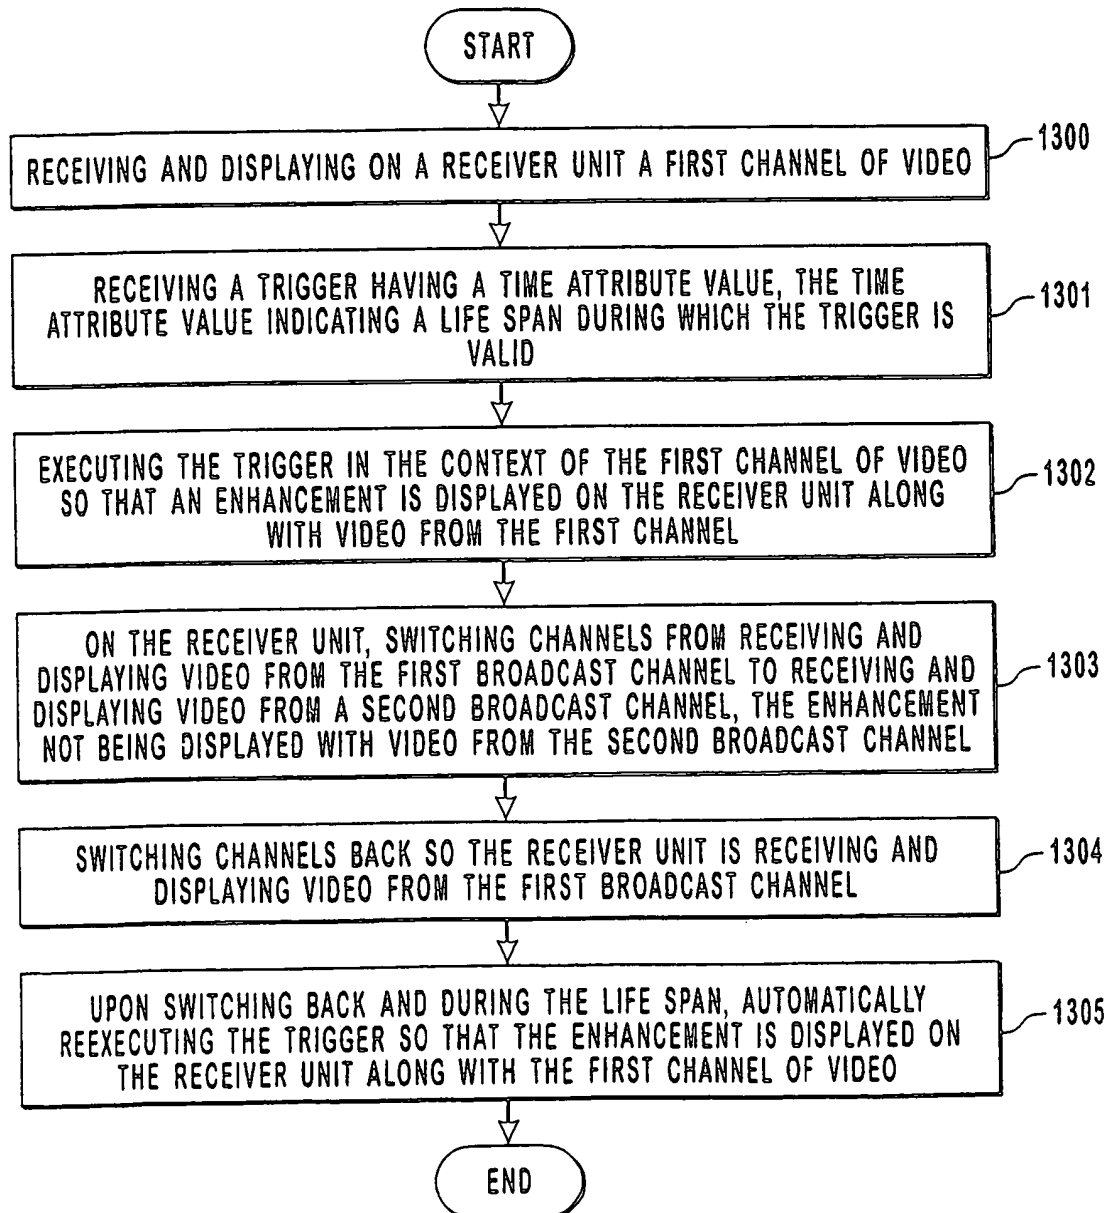 START
RECEIVING AND DISPLAYING ON A RECEIVER UNIT A FIRST CHANNEL OF VIDEO
1300
RECEIVING A TRIGGER HAVING A TIME ATTRIBUTE VALUE, THE TIME
ATTRIBUTE VALUE INDICATING A LIFE SPAN DURING WHICH THE TRIGGER IS
VALID
1301
EXECUTING THE TRIGGER IN THE CONTEXT OF THE FIRST CHANNEL OF VIDEO
SO THAT AN ENHANCEMENT IS DISPLAYED ON THE RECEIVER UNIT ALONG
WITH VIDEO FROM THE FIRST CHANNEL
1302
ON THE RECEIVER UNIT, SWITCHING CHANNELS FROM RECEIVING AND
DISPLAYING VIDEO FROM THE FIRST BROADCAST CHANNEL TO RECEIVING AND
DISPLAYING VIDEO FROM A SECOND BROADCAST CHANNEL, THE ENHANCEMENT
NOT BEING DISPLAYED WITH VIDEO FROM THE SECOND BROADCAST CHANNEL
1303
SWITCHING CHANNELS BACK SO THE RECEIVER UNIT IS RECEIVING AND
DISPLAYING VIDEO FROM THE FIRST BROADCAST CHANNEL
1304
UPON SWITCHING BACK AND DURING THE LIFE SPAN, AUTOMATICALLY
REEXECUTING THE TRIGGER SO THAT THE ENHANCEMENT IS DISPLAYED ON
THE RECEIVER UNIT ALONG WITH THE FIRST CHANNEL OF VIDEO
1305
END